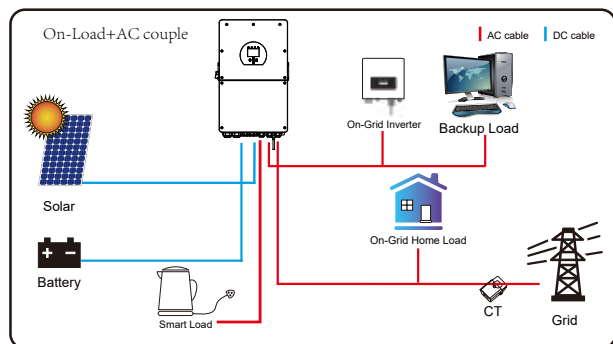 On-Load+AC couple
AC cable
DC cable
On-Grid Inverter
Backup Load
Solar
On-Grid Home Load
Battery
Smart Load
CT
Grid